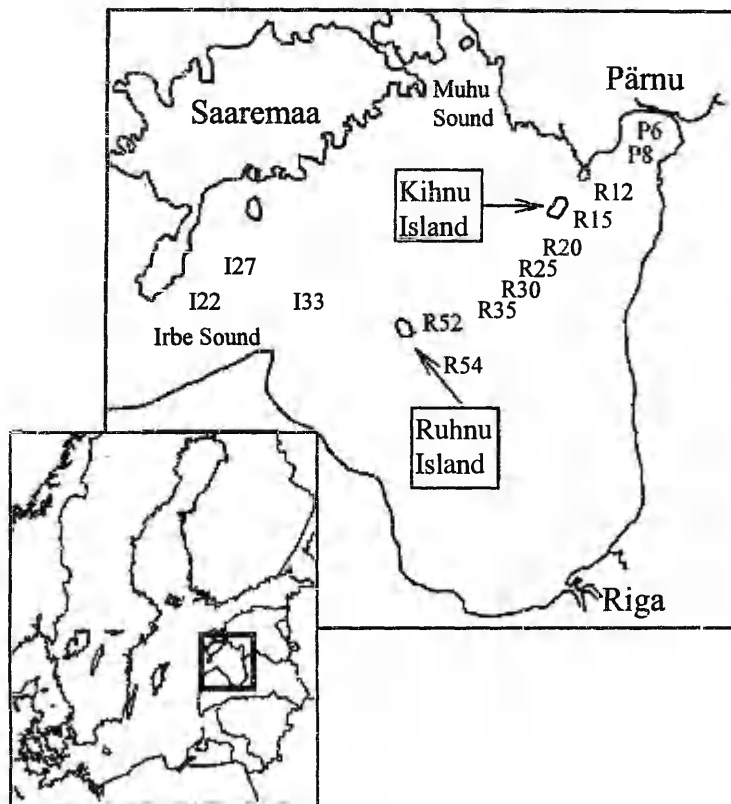 Pärnu
Muhu
Sound
Saaremaa
P6
P8
Kihnu
Island
R12
R15
R20
I27
R25
R30
I22
I33
R35
R52
Irbe Sound
R54
Ruhnu
Island
Riga